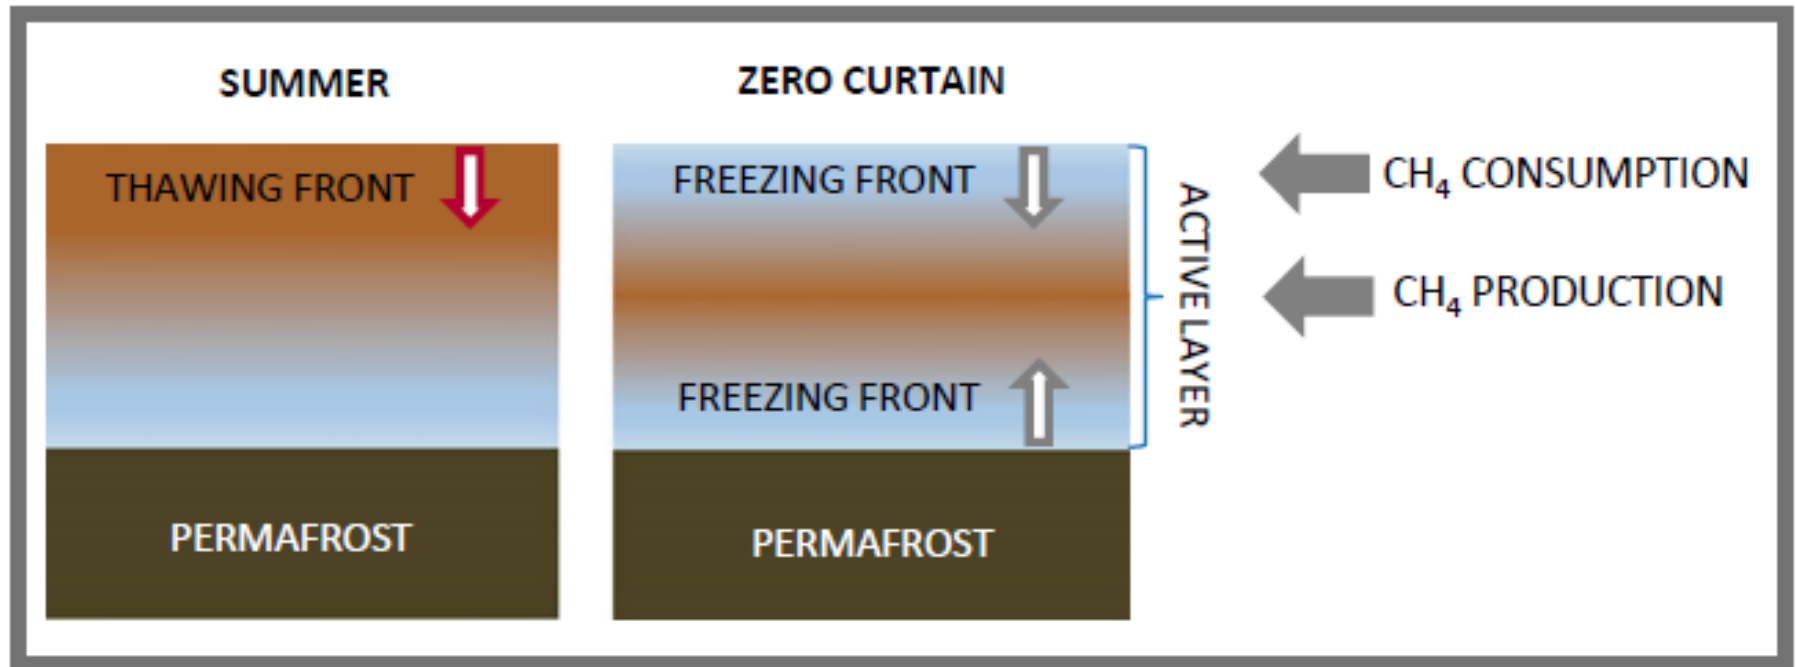 SUMMER
ZERO CURTAIN
THAWING FRONT
FREEZING FRONT
FREEZING FRONT
ACTIVE LAYER
CH₄ CONSUMPTION
CH₄ PRODUCTION
PERMAFROST
PERMAFROST